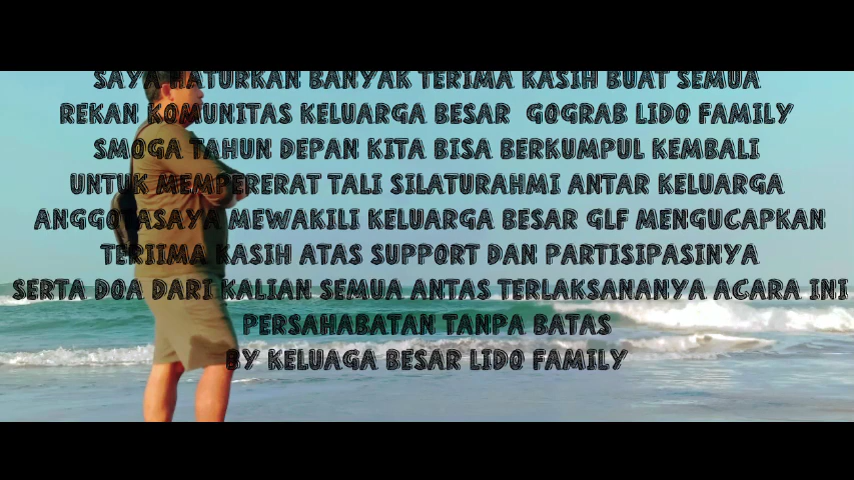 SAYA HATURKAN BANYAK TERIMA KASIH BUAT SEMUA
REKAN KOMUNITAS KELUARGA BESAR GOGRAB LIDO FAMILY
SMOGA TAHUN DEPAN KITA BISA BERKUMPUL KEMBALI
UNTUK MEMPERERAT TALI SILATURAHMI ANTAR KELUARGA
ANGGOTASAYA MEWAKILI KELUARGA BESAR GLF MENGUCAPKAN
TERIIMA KASIH ATAS SUPPORT DAN PARTISIPASINYA
SERTA DOA DARI KALIAN SEMUA ANTAS TERLAKSANANYA ACARA INI
PERSAHABATAN TANPA BATAS
BY KELUAGA BESAR LIDO FAMILY